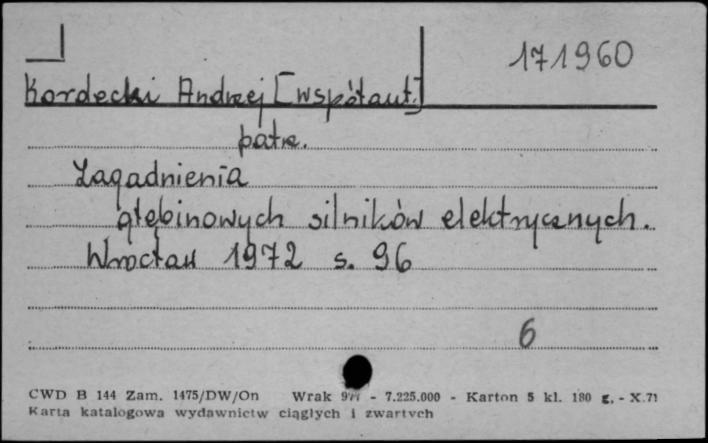 171960
Kordecki Andrzej [współaut.]
patrz.
Zagadnienia
głębinowych silników elektrycznych.
Wrocław 1972 s. 96
6
CWD B 144 Zam. 1475/DW/On Wrak - 7.225.000 - Karton 5 kl. 180 g, - X.71
Karta katalogowa wydawnictw ciągłych i zwartych